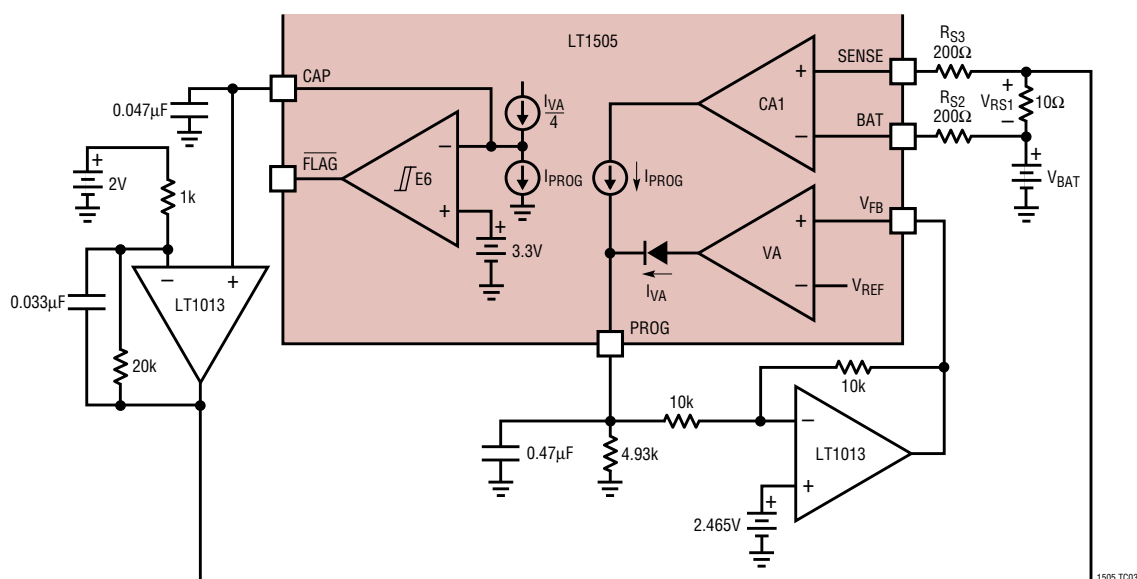 LT1505
CAP
0.047µF
2V
1k
0.033µF
20k
LT1013
FLAG
E6
I_VA
4
I_PROG
3.3V
CA1
I_PROG
VA
I_VA
V_REF
PROG
SENSE
BAT
V_FB
R_S3
200Ω
R_S2
200Ω
V_RS1
10Ω
V_BAT
0.47µF
4.93k
10k
10k
LT1013
2.465V
1505 TC03